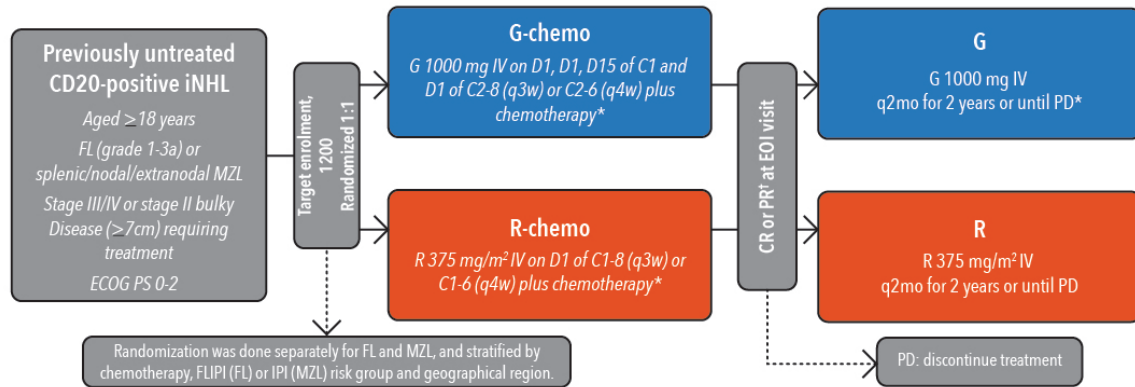 Previously untreated
CD20-positive iNHL
Aged ≥18 years
FL (grade 1-3a) or
splenic/nodal/extranodal MZL
Stage III/IV or stage II bulky
Disease (≥7cm) requiring
treatment
ECOG PS 0-2
Target enrolment,
1200
Randomized 1:1
G-chemo
G 1000 mg IV on D1, D1, D15 of C1 and
D1 of C2-8 (q3w) or C2-6 (q4w) plus
chemotherapy*
R-chemo
R 375 mg/m² IV on D1 of C1-8 (q3w) or
C1-6 (q4w) plus chemotherapy*
CR or PR† at EOI visit
G
G 1000 mg IV
q2mo for 2 years or until PD*
R
R 375 mg/m² IV
q2mo for 2 years or until PD
Randomization was done separately for FL and MZL, and stratified by
chemotherapy, FLIPI (FL) or IPI (MZL) risk group and geographical region.
PD: discontinue treatment